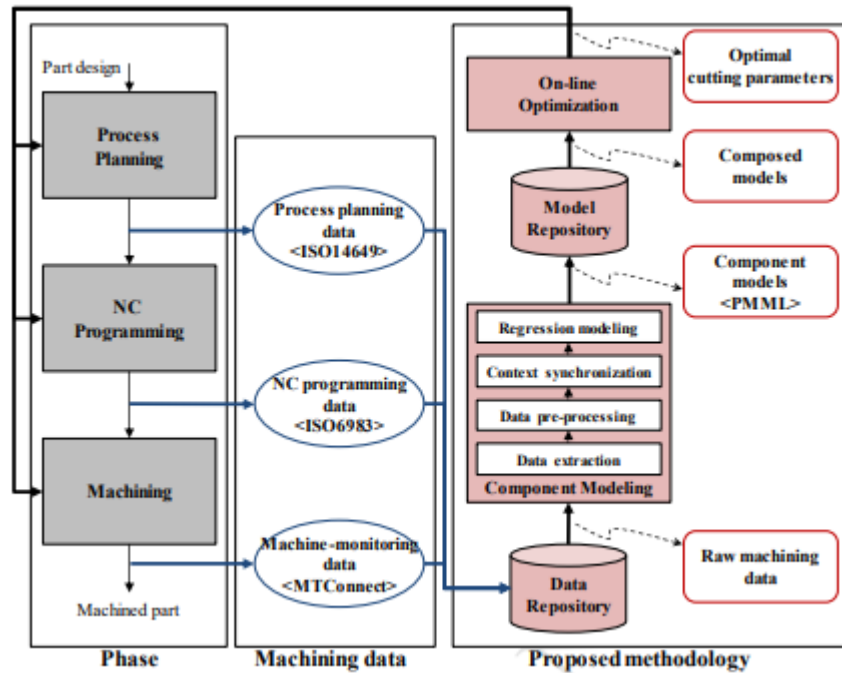 Part design
Process
Planning
NC
Programming
Machining
Machined part
Phase
Process planning
data
<ISO14649>
NC programming
data
<ISO6983>
Machine-monitoring
data
<MTConnect>
Machining data
On-line
Optimization
Model
Repository
Regression modeling
Context synchronization
Data pre-processing
Data extraction
Component Modeling
Data
Repository
Optimal
cutting parameters
Composed
models
Component
models
<PMML>
Raw machining
data
Proposed methodology